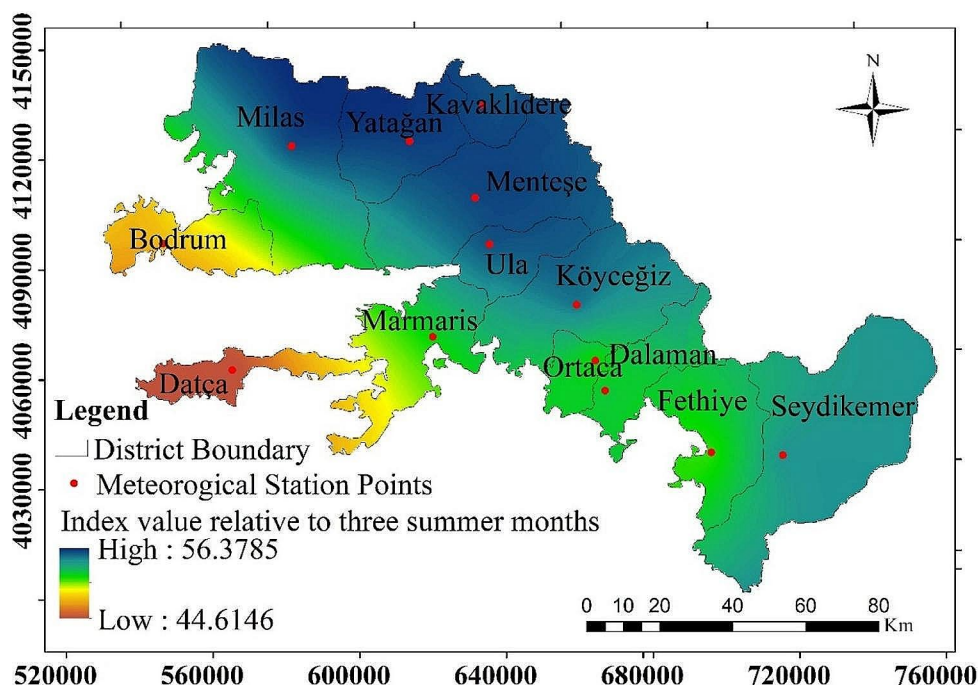 N
4150000
4120000
4090000
4060000
4030000
Kavaklıdere
Milas
Yatağan
Menteşe
Bodrum
Ula
Köyceğiz
Marmaris
Ortaca
Dalaman
Datça
Fethiye
Seydikemer
Legend
District Boundary
Meteorogical Station Points
Index value relative to three summer months
High : 56.3785
Low : 44.6146
0 10 20 40 60 80
Km
520000 560000 600000 640000 680000 720000 760000